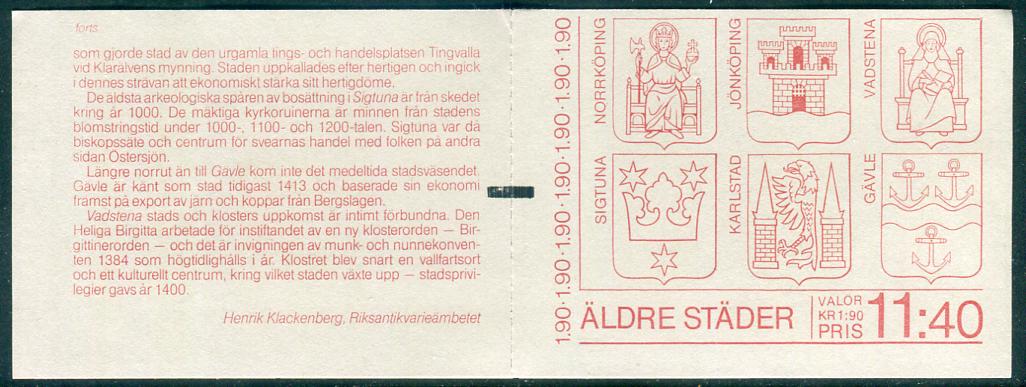 forts.
som gjorde stad av den urgamla tings- och handelsplatsen Tingvalla
vid Klarälvens mynning. Staden uppkallades efter hertigen och ingick
i dennes strävan att ekonomiskt stärka sitt hertigdöme.
De äldsta arkeologiska spåren av bosättning i Sigtuna är från skedet
kring år 1000. De mäktiga kyrkoruinerna är minnen från stadens
blomstringstid under 1000-, 1100- och 1200-talen. Sigtuna var då
biskopssäte och centrum för svearnas handel med folken på andra
sidan Östersjön.
Längre norrut än till Gävle kom inte det medeltida stadsväsendet.
Gävle är känt som stad tidigast 1413 och baserade sin ekonomi
främst på export av järn och koppar från Bergslagen.
Vadstena stads och klosters uppkomst är intimt förbundna. Den
Heliga Birgitta arbetade för instiftandet av en ny klosterorden — Bir-
gittinerorden — och det är invigningen av munk- och nunnekonven-
ten 1384 som högtidlighålls i år. Klostret blev snart en vallfartsort
och ett kulturellt centrum, kring vilket staden växte upp — stadsprivi-
legier gavs år 1400.
Henrik Klackenberg, Riksantikvarieämbetet
1.90·1.90·1.90·1.90·1.90·1.90
NORRKÖPING
JÖNKÖPING
VADSTENA
SIGTUNA
KARLSTAD
GÄVLE
ÄLDRE STÄDER
VALÖR
KR 1:90
PRIS
11:40